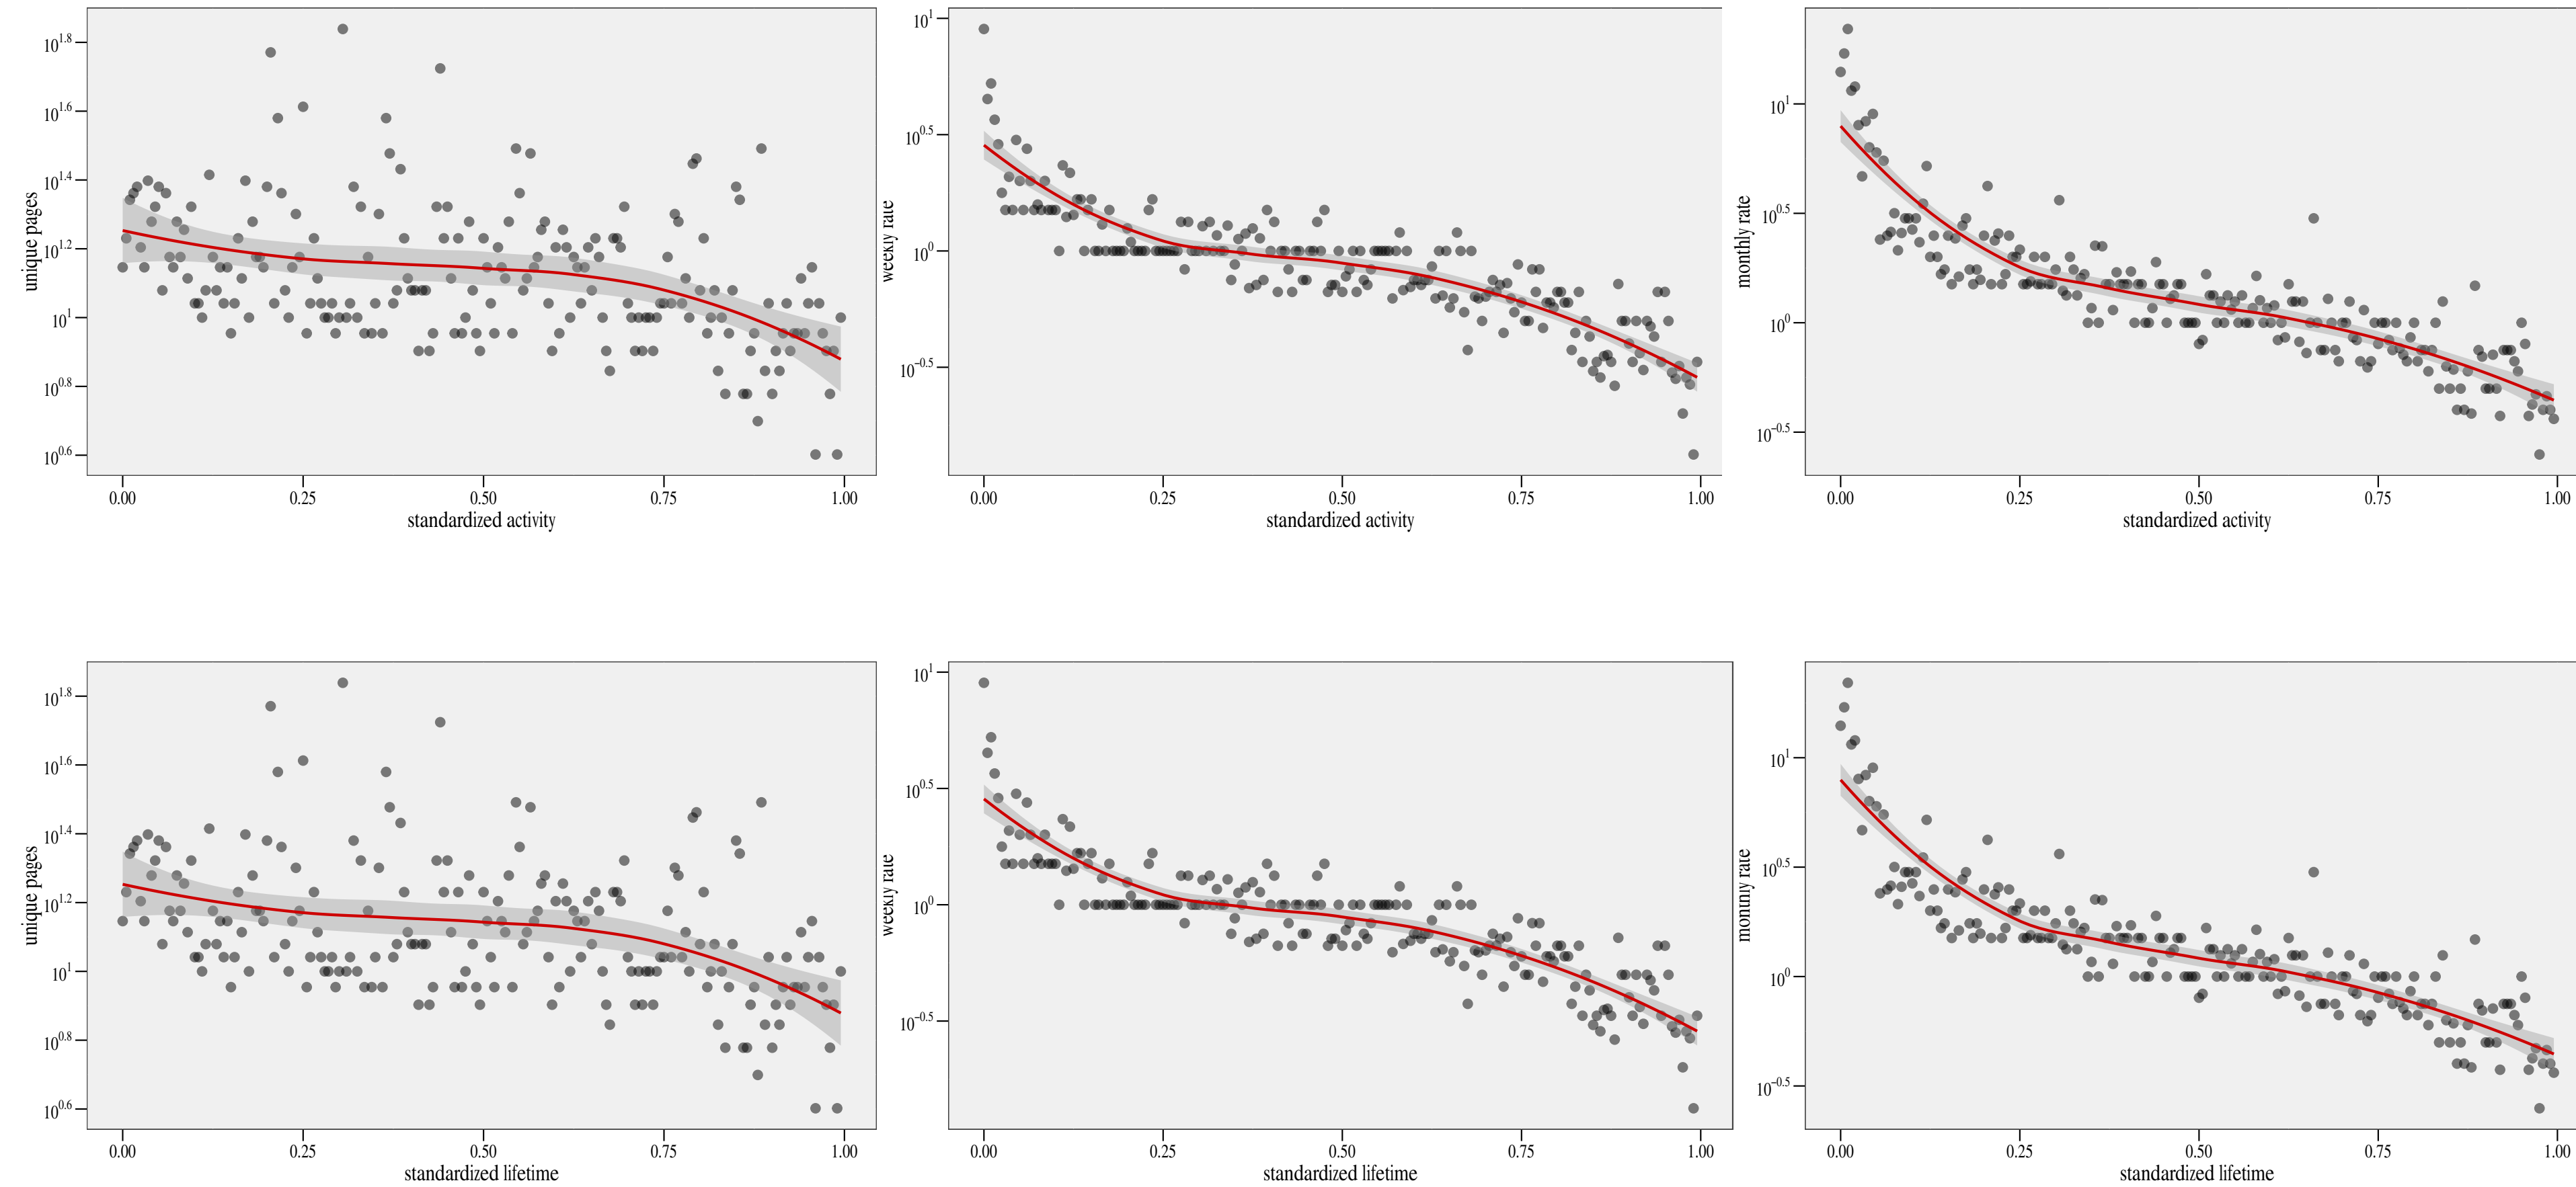 unique pages
10^1.8
10^1.6
10^1.4
10^1.2
10^1
10^0.8
10^0.6
0.00 0.25 0.50 0.75 1.00
standardized activity
weekly rate
10^1
10^0.5
10^0
10^−0.5
0.00 0.25 0.50 0.75 1.00
standardized activity
monthly rate
10^1
10^0.5
10^0
10^−0.5
0.00 0.25 0.50 0.75 1.00
standardized activity
unique pages
10^1.8
10^1.6
10^1.4
10^1.2
10^1
10^0.8
10^0.6
0.00 0.25 0.50 0.75 1.00
standardized lifetime
weekly rate
10^1
10^0.5
10^0
10^−0.5
0.00 0.25 0.50 0.75 1.00
standardized lifetime
monthly rate
10^1
10^0.5
10^0
10^−0.5
0.00 0.25 0.50 0.75 1.00
standardized lifetime